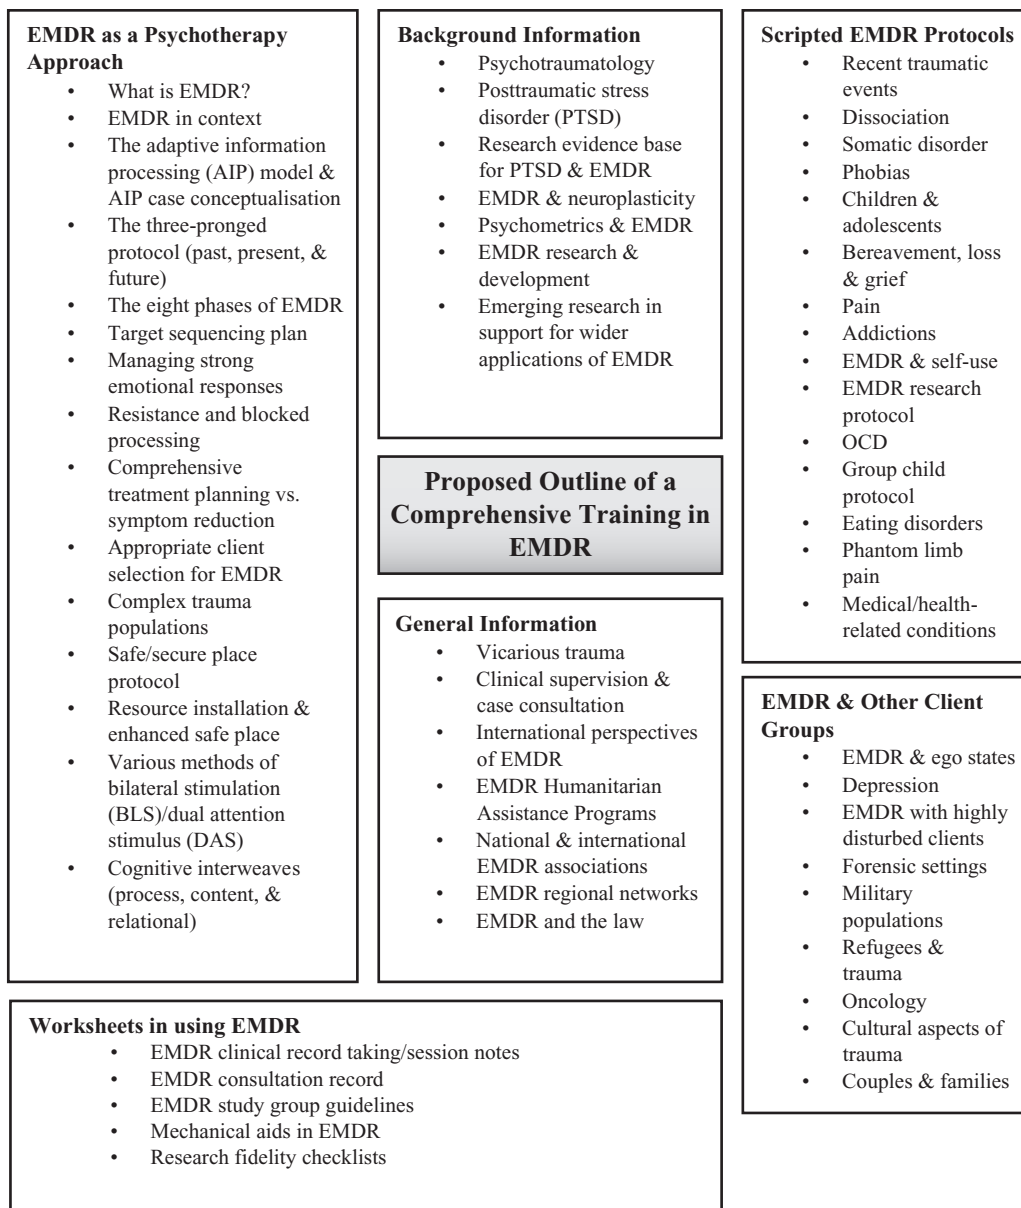 EMDR as a Psychotherapy
Approach
• What is EMDR?
• EMDR in context
• The adaptive information
processing (AIP) model &
AIP case conceptualisation
• The three-pronged
protocol (past, present, &
future)
• The eight phases of EMDR
• Target sequencing plan
• Managing strong
emotional responses
• Resistance and blocked
processing
• Comprehensive
treatment planning vs.
symptom reduction
• Appropriate client
selection for EMDR
• Complex trauma
populations
• Safe/secure place
protocol
• Resource installation &
enhanced safe place
• Various methods of
bilateral stimulation
(BLS)/dual attention
stimulus (DAS)
• Cognitive interweaves
(process, content, &
relational)
Background Information
• Psychotraumatology
• Posttraumatic stress
disorder (PTSD)
• Research evidence base
for PTSD & EMDR
• EMDR & neuroplasticity
• Psychometrics & EMDR
• EMDR research &
development
• Emerging research in
support for wider
applications of EMDR
Proposed Outline of a
Comprehensive Training in
EMDR
General Information
• Vicarious trauma
• Clinical supervision &
case consultation
• International perspectives
of EMDR
• EMDR Humanitarian
Assistance Programs
• National & international
EMDR associations
• EMDR regional networks
• EMDR and the law
Scripted EMDR Protocols
• Recent traumatic
events
• Dissociation
• Somatic disorder
• Phobias
• Children &
adolescents
• Bereavement, loss
& grief
• Pain
• Addictions
• EMDR & self-use
• EMDR research
protocol
• OCD
• Group child
protocol
• Eating disorders
• Phantom limb
pain
• Medical/health-
related conditions
EMDR & Other Client
Groups
• EMDR & ego states
• Depression
• EMDR with highly
disturbed clients
• Forensic settings
• Military
populations
• Refugees &
trauma
• Oncology
• Cultural aspects of
trauma
• Couples & families
Worksheets in using EMDR
• EMDR clinical record taking/session notes
• EMDR consultation record
• EMDR study group guidelines
• Mechanical aids in EMDR
• Research fidelity checklists